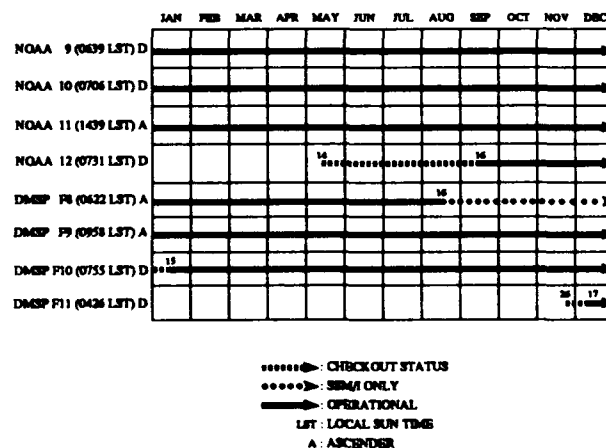 JAN FEB MAR APR MAY JUN JUL AUG SEP OCT NOV DEC
NOAA 9 (0639 LST) D
NOAA 10 (0706 LST) D
NOAA 11 (1439 LST) A
NOAA 12 (0731 LST) D 14 16
DMSP F8 (0622 LST) A 16
DMSP F9 (0958 LST) A
DMSP F10 (0755 LST) D 15
DMSP F11 (0426 LST) D 26 17
: CHECKOUT STATUS
: SSM/I ONLY
: OPERATIONAL
LST : LOCAL SUN TIME
A : ASCENDER